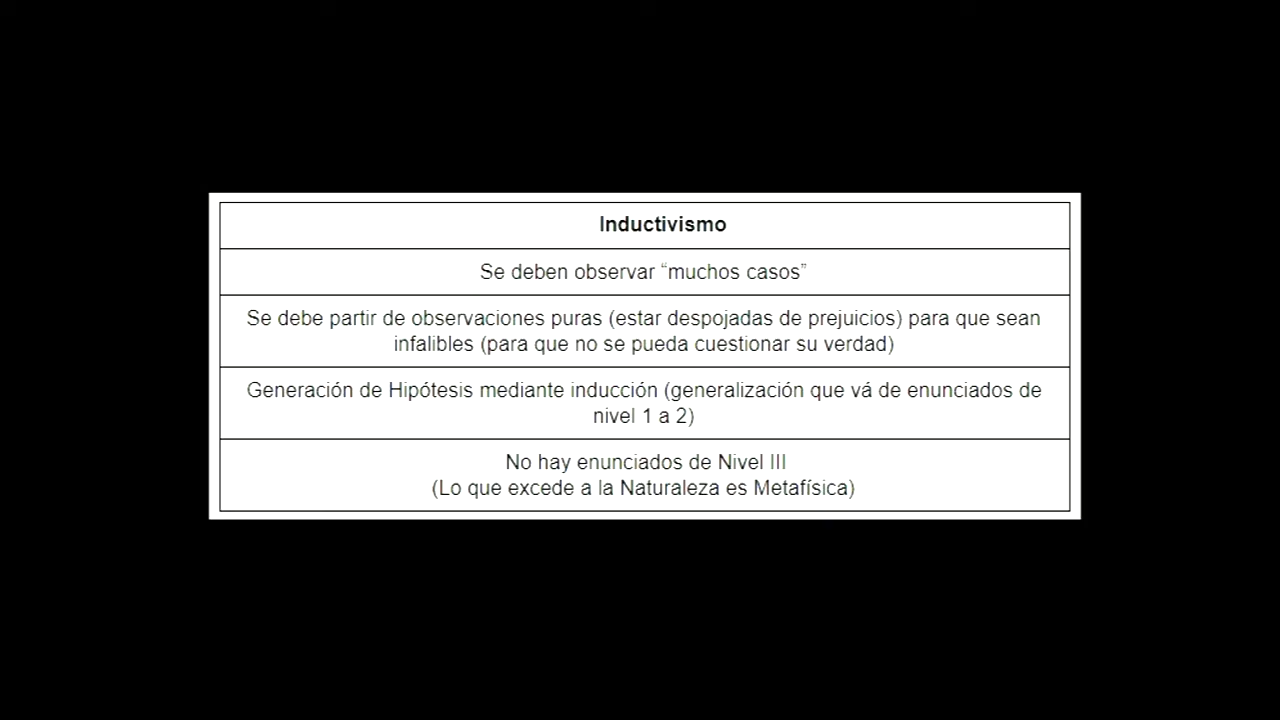 Inductivismo
Se deben observar “muchos casos”
Se debe partir de observaciones puras (estar despojadas de prejuicios) para que sean
infalibles (para que no se pueda cuestionar su verdad)
Generación de Hipótesis mediante inducción (generalización que vá de enunciados de
nivel 1 a 2)
No hay enunciados de Nivel III
(Lo que excede a la Naturaleza es Metafísica)